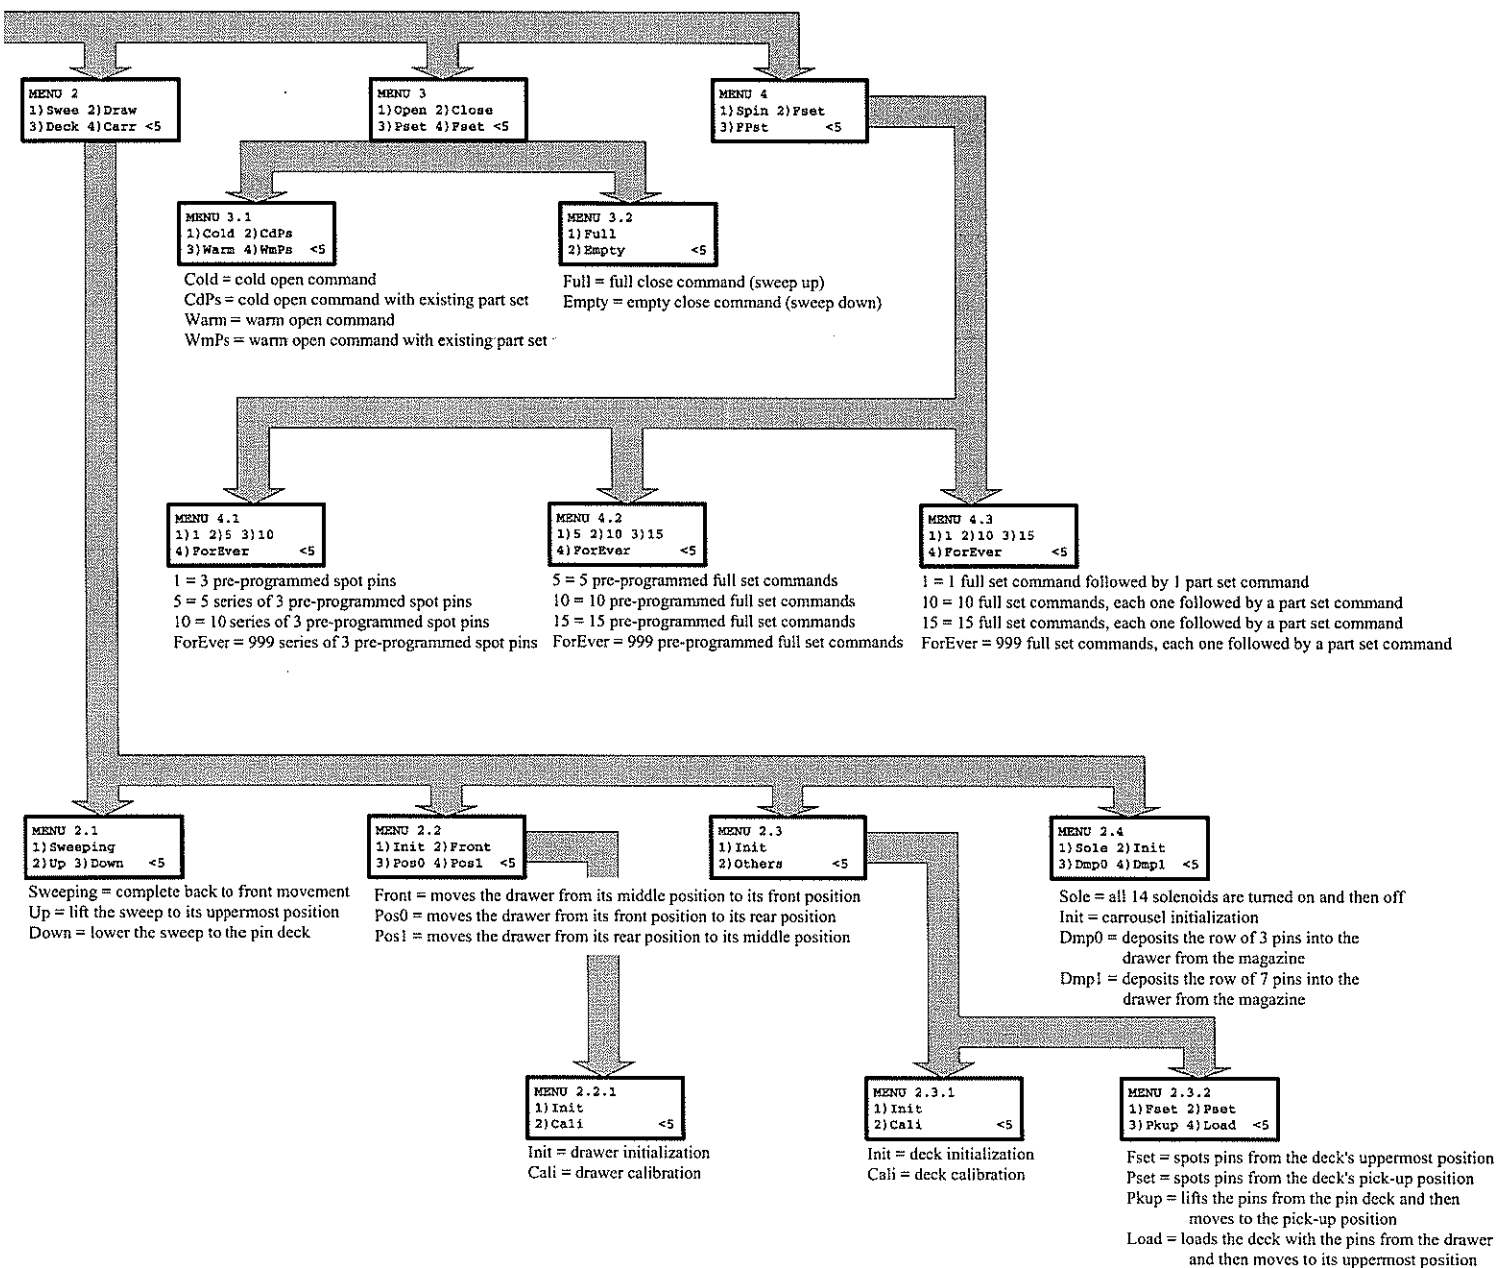 MENU 2
1)Swee 2)Draw
3)Deck 4)Carr <5
MENU 3
1)Open 2)Close
3)Pset 4)Fset <5
MENU 4
1)Spin 2)Fset
3)FPst <5
MENU 3.1
1)Cold 2)CdPs
3)Warm 4)WmPs <5
Cold = cold open command
CdPs = cold open command with existing part set
Warm = warm open command
WmPs = warm open command with existing part set
MENU 3.2
1)Full
2)Empty <5
Full = full close command (sweep up)
Empty = empty close command (sweep down)
MENU 4.1
1)1 2)5 3)10
4)ForEver <5
1 = 3 pre-programmed spot pins
5 = 5 series of 3 pre-programmed spot pins
10 = 10 series of 3 pre-programmed spot pins
ForEver = 999 series of 3 pre-programmed spot pins
MENU 4.2
1)5 2)10 3)15
4)ForEver <5
5 = 5 pre-programmed full set commands
10 = 10 pre-programmed full set commands
15 = 15 pre-programmed full set commands
ForEver = 999 pre-programmed full set commands
MENU 4.3
1)1 2)10 3)15
4)ForEver <5
1 = 1 full set command followed by 1 part set command
10 = 10 full set commands, each one followed by a part set command
15 = 15 full set commands, each one followed by a part set command
ForEver = 999 full set commands, each one followed by a part set command
MENU 2.1
1)Sweeping
2)Up 3)Down <5
Sweeping = complete back to front movement
Up = lift the sweep to its uppermost position
Down = lower the sweep to the pin deck
MENU 2.2
1)Init 2)Front
3)Pos0 4)Pos1 <5
Front = moves the drawer from its middle position to its front position
Pos0 = moves the drawer from its front position to its rear position
Pos1 = moves the drawer from its rear position to its middle position
MENU 2.3
1)Init
2)Others <5
MENU 2.4
1)Sole 2)Init
3)Dmp0 4)Dmp1 <5
Sole = all 14 solenoids are turned on and then off
Init = carrousel initialization
Dmp0 = deposits the row of 3 pins into the
drawer from the magazine
Dmp1 = deposits the row of 7 pins into the
drawer from the magazine
MENU 2.2.1
1)Init
2)Cali <5
Init = drawer initialization
Cali = drawer calibration
MENU 2.3.1
1)Init
2)Cali <5
Init = deck initialization
Cali = deck calibration
MENU 2.3.2
1)Fset 2)Pset
3)Pkup 4)Load <5
Fset = spots pins from the deck's uppermost position
Pset = spots pins from the deck's pick-up position
Pkup = lifts the pins from the pin deck and then
moves to the pick-up position
Load = loads the deck with the pins from the drawer
and then moves to its uppermost position